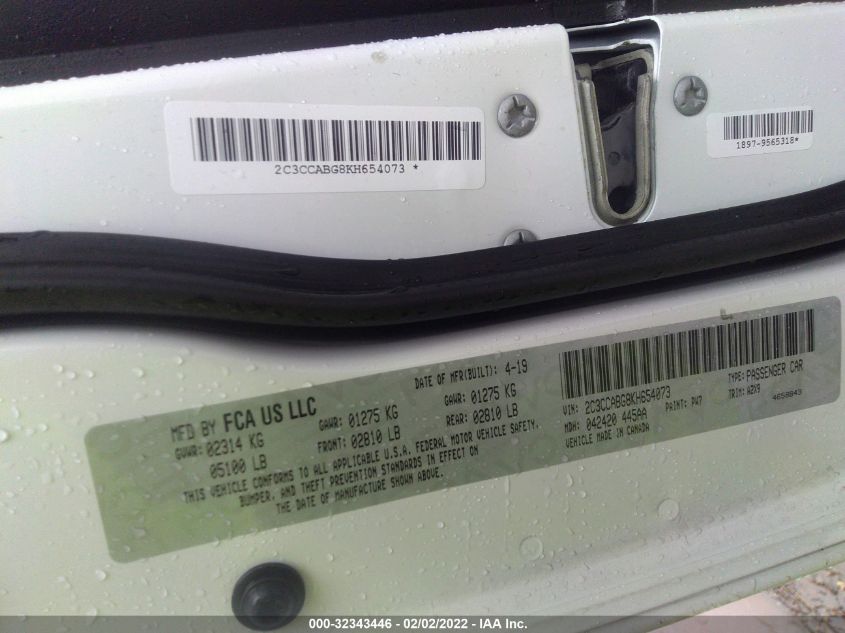 2C3CCABG8KH654073 *
1897-9565318*
MFD BY FCA US LLC
DATE OF MFR(BUILT): 4-19
GVWR: 02314 KG
05100 LB
GAWR: 01275 KG
FRONT: 02810 LB
GAWR: 01275 KG
REAR: 02810 LB
THIS VEHICLE CONFORMS TO ALL APPLICABLE U.S.A. FEDERAL MOTOR VEHICLE SAFETY,
BUMPER, AND THEFT PREVENTION STANDARDS IN EFFECT ON
THE DATE OF MANUFACTURE SHOWN ABOVE.
VIN: 2C3CCABG8KH654073
TYPE: PASSENGER CAR
MDH: 042420 445AA
PAINT: PW7
TRIM: A2X9
VEHICLE MADE IN CANADA
4658843
000-32343446 - 02/02/2022 - IAA Inc.